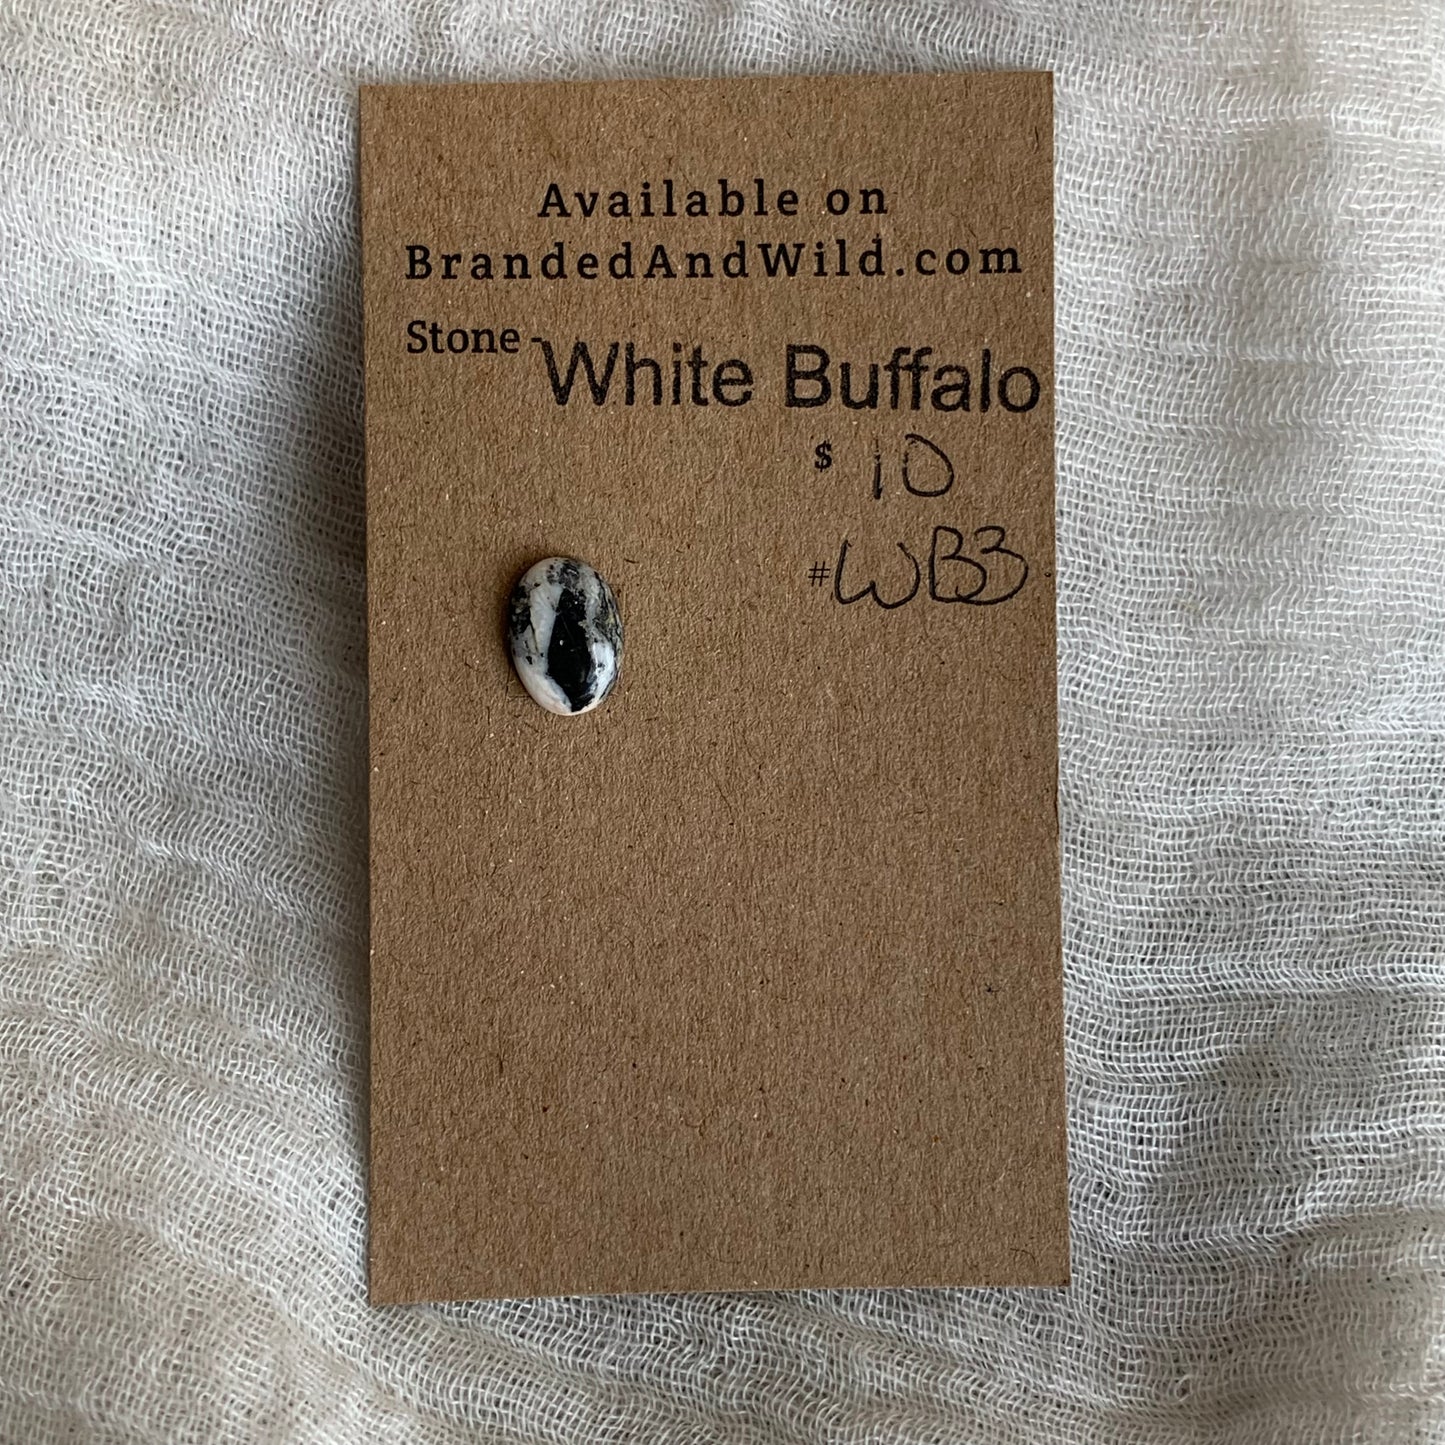 Available on
BrandedAndWild.com
Stone - White Buffalo
$ 10
#WB3